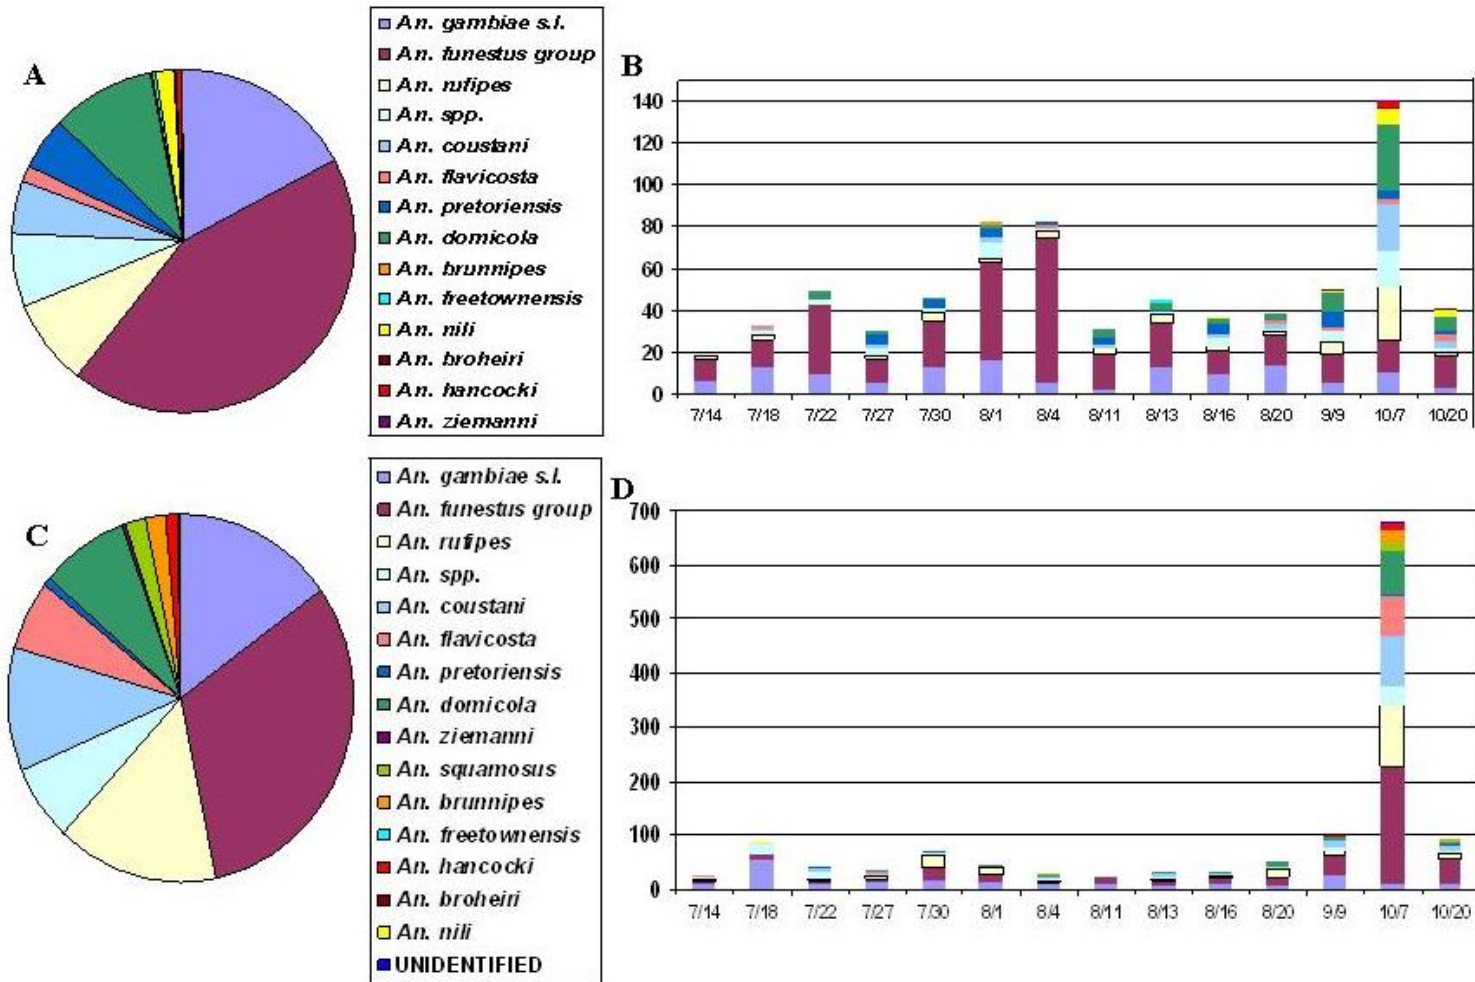 A
An. gambiae s.l.
An. funestus group
An. rufipes
An. spp.
An. coustani
An. flavicosta
An. pretoriensis
An. domicola
An. brunnipes
An. freetownensis
An. nili
An. broheiri
An. hancocki
An. ziemanni
B
140
120
100
80
60
40
20
0
7/14 7/18 7/22 7/27 7/30 8/1 8/4 8/11 8/13 8/16 8/20 9/9 10/7 10/20
C
An. gambiae s.l.
An. funestus group
An. rufipes
An. spp.
An. coustani
An. flavicosta
An. pretoriensis
An. domicola
An. ziemanni
An. squamosus
An. brunnipes
An. freetownensis
An. hancocki
An. broheiri
An. nili
UNIDENTIFIED
D
700
600
500
400
300
200
100
0
7/14 7/18 7/22 7/27 7/30 8/1 8/4 8/11 8/13 8/16 8/20 9/9 10/7 10/20